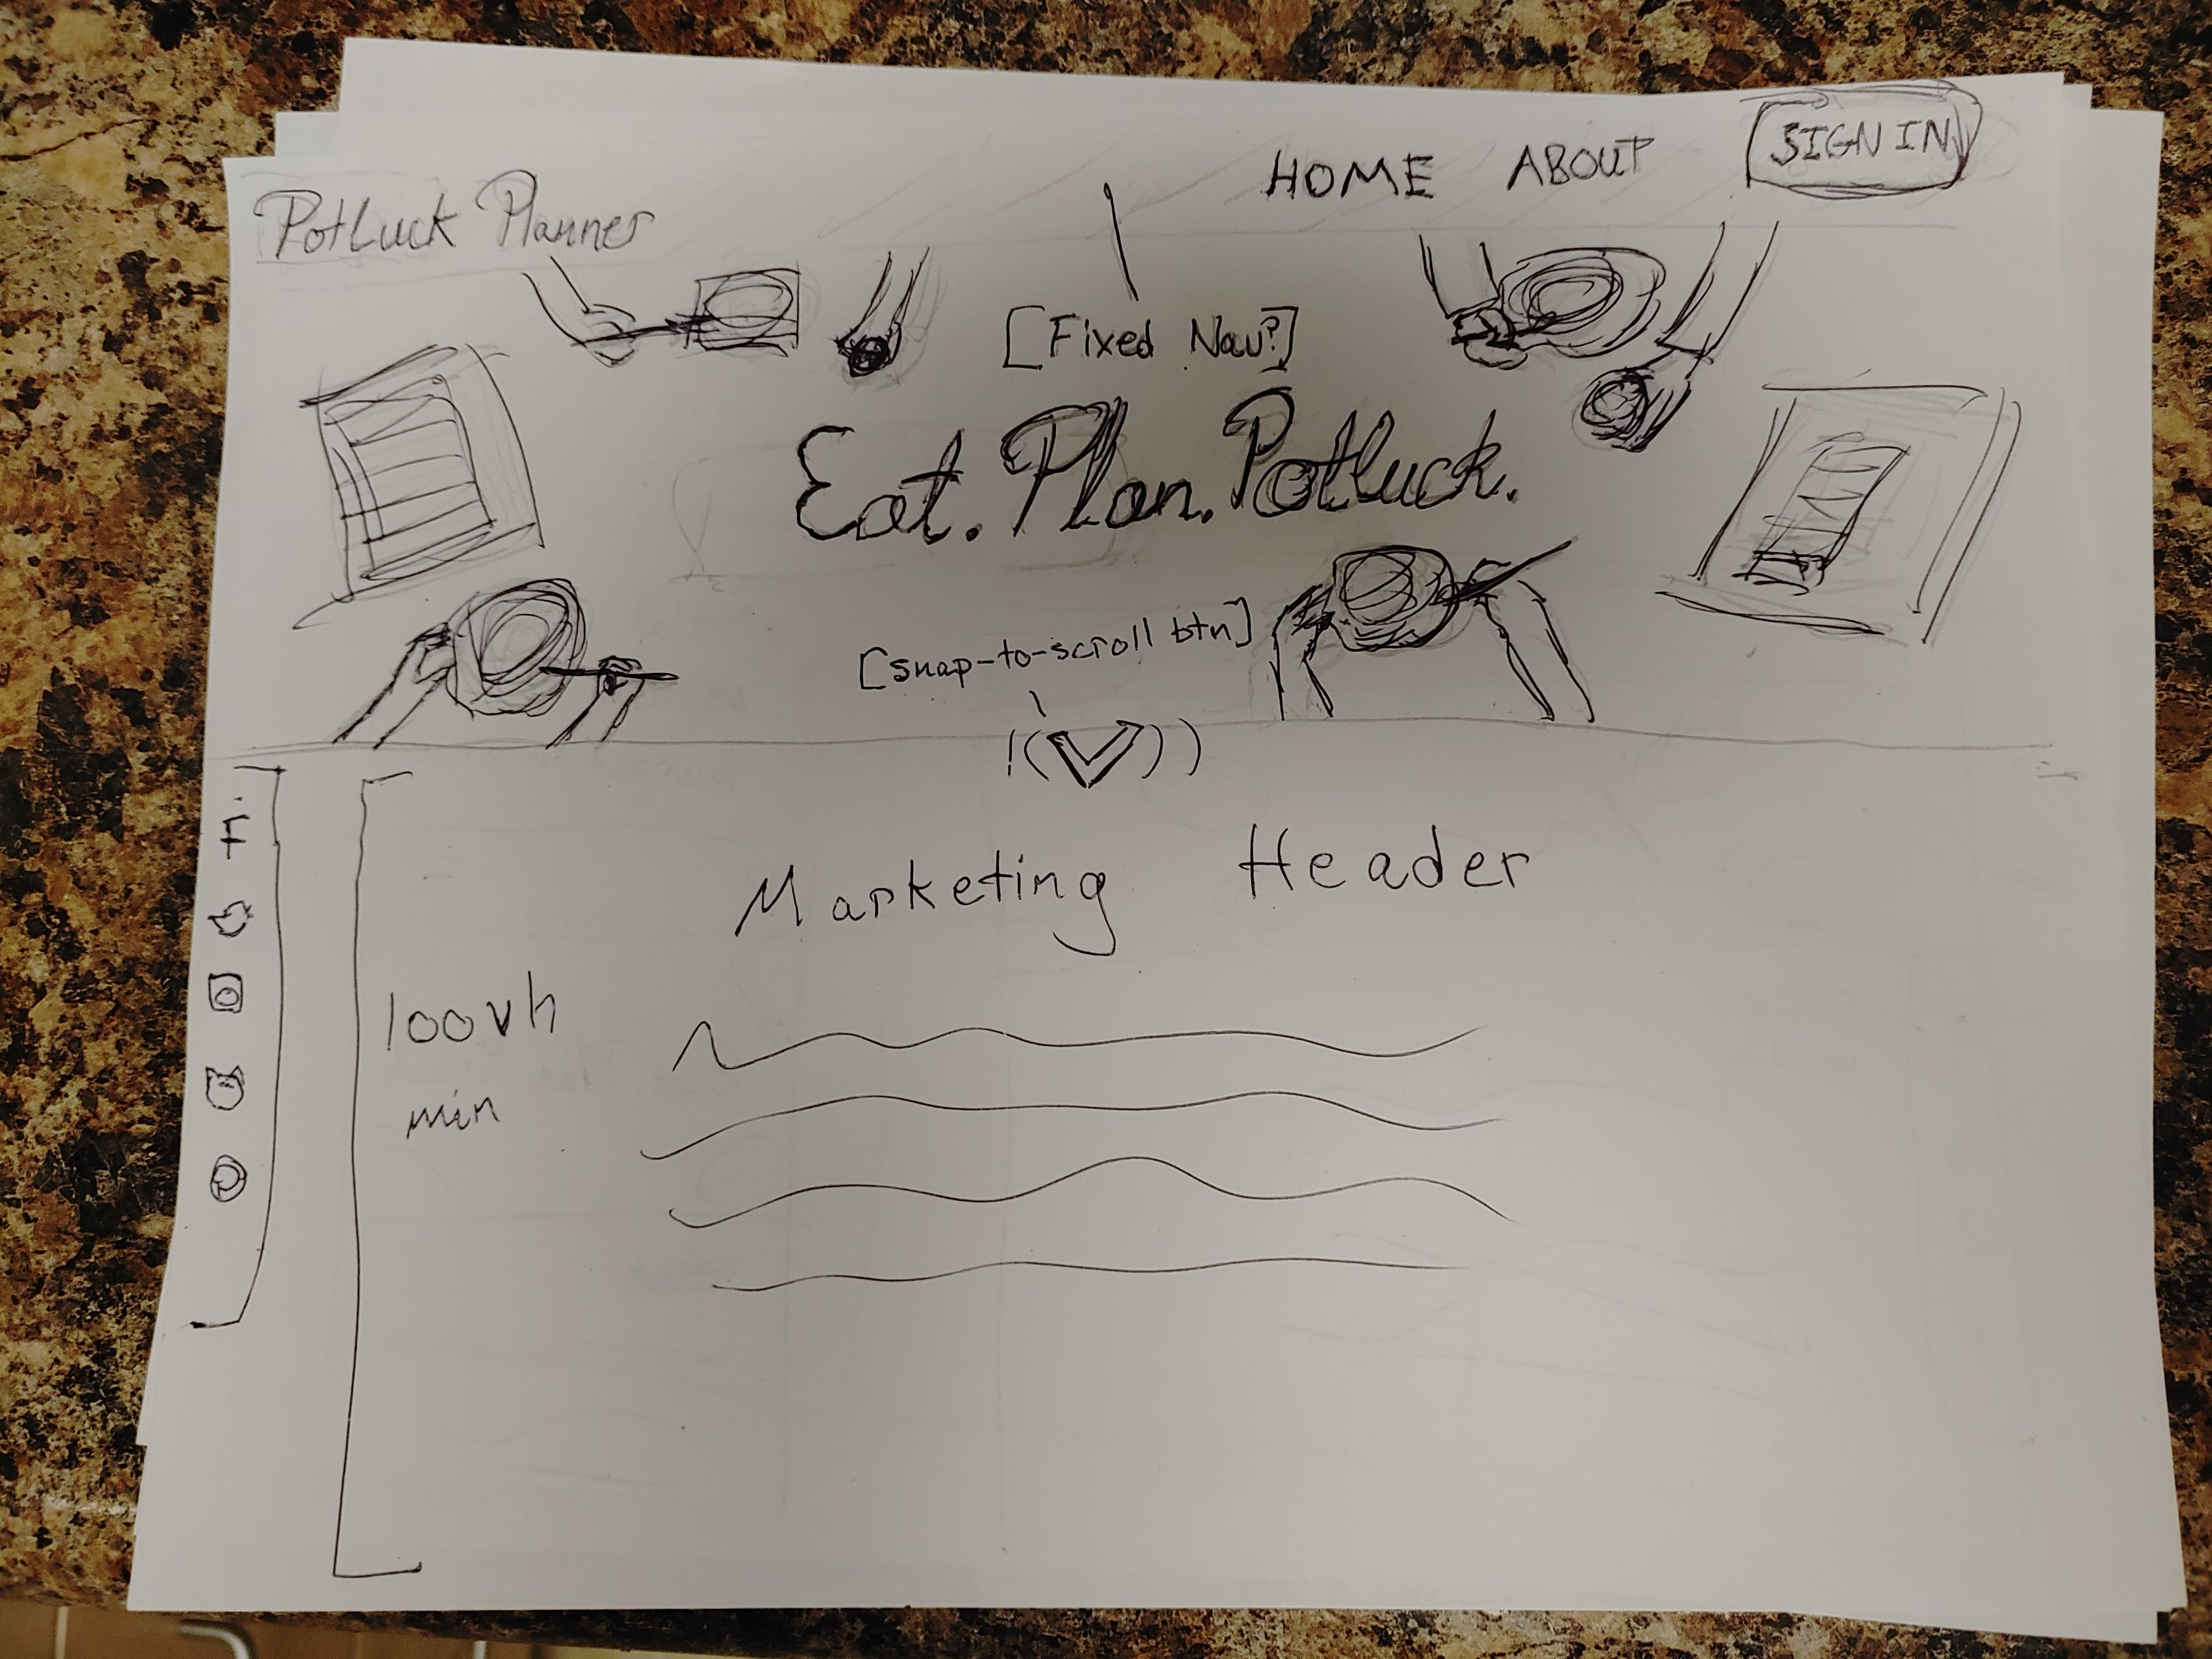 PotLuck Planner
HOME ABOUT SIGN IN
[Fixed Nav?]
Eat. Plan. Potluck.
[snap-to-scroll btn]
Marketing Header
100vh
min
f